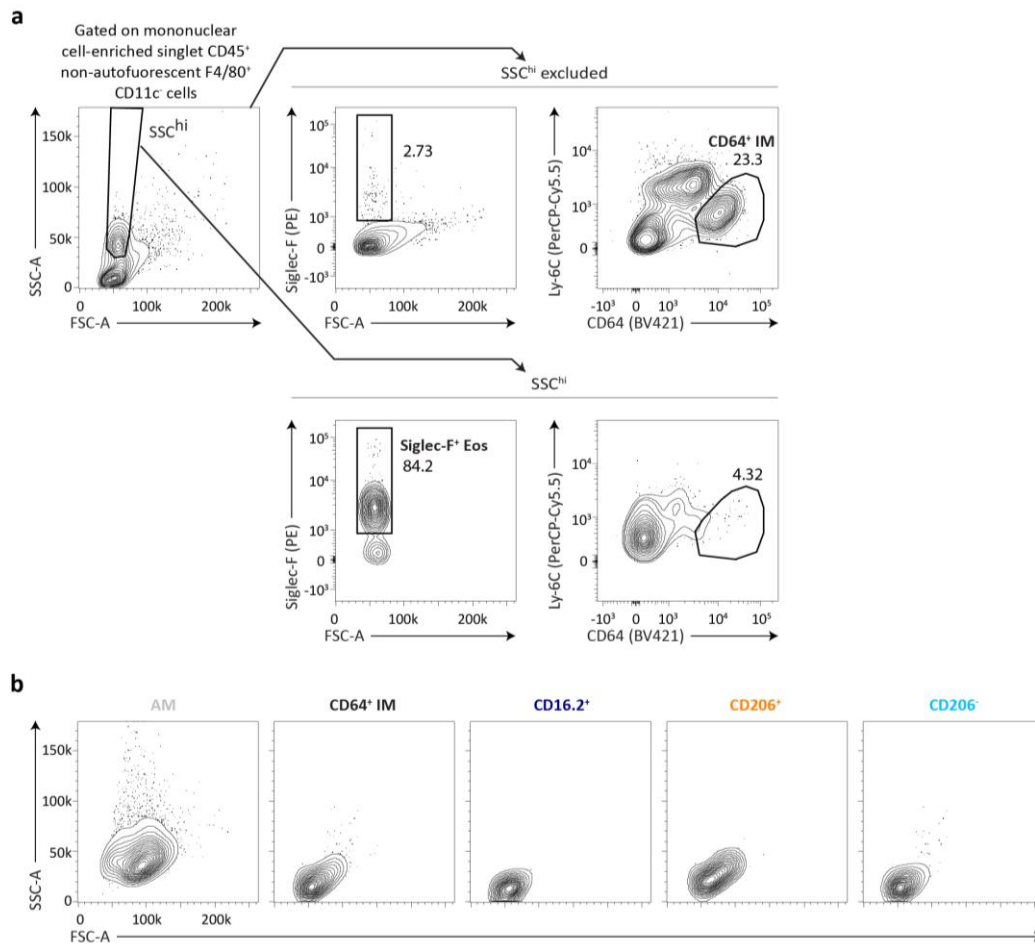 a
Gated on mononuclear
cell-enriched singlet CD45⁺
non-autofuorescent F4/80⁺
CD11c⁻ cells
SSCʰⁱ excluded
SSCʰⁱ
150k
100k
50k
0
SSC-A
0 100k 200k
FSC-A
2.73
10⁵
10⁴
10³
0
-10³
Siglec-F (PE)
0 100k 200k
FSC-A
CD64⁺ IM
23.3
10⁴
10³
0
Ly-6C (PerCP-Cy5.5)
-10³ 0 10³ 10⁴ 10⁵
CD64 (BV421)
SSCʰⁱ
Siglec-F⁺ Eos
84.2
10⁵
10⁴
10³
0
-10³
Siglec-F (PE)
0 100k 200k
FSC-A
4.32
10⁴
10³
0
Ly-6C (PerCP-Cy5.5)
-10³ 0 10³ 10⁴ 10⁵
CD64 (BV421)
b
AM CD64⁺ IM CD16.2⁺ CD206⁺ CD206⁻
150k
100k
50k
0
SSC-A
0 100k 200k
FSC-A